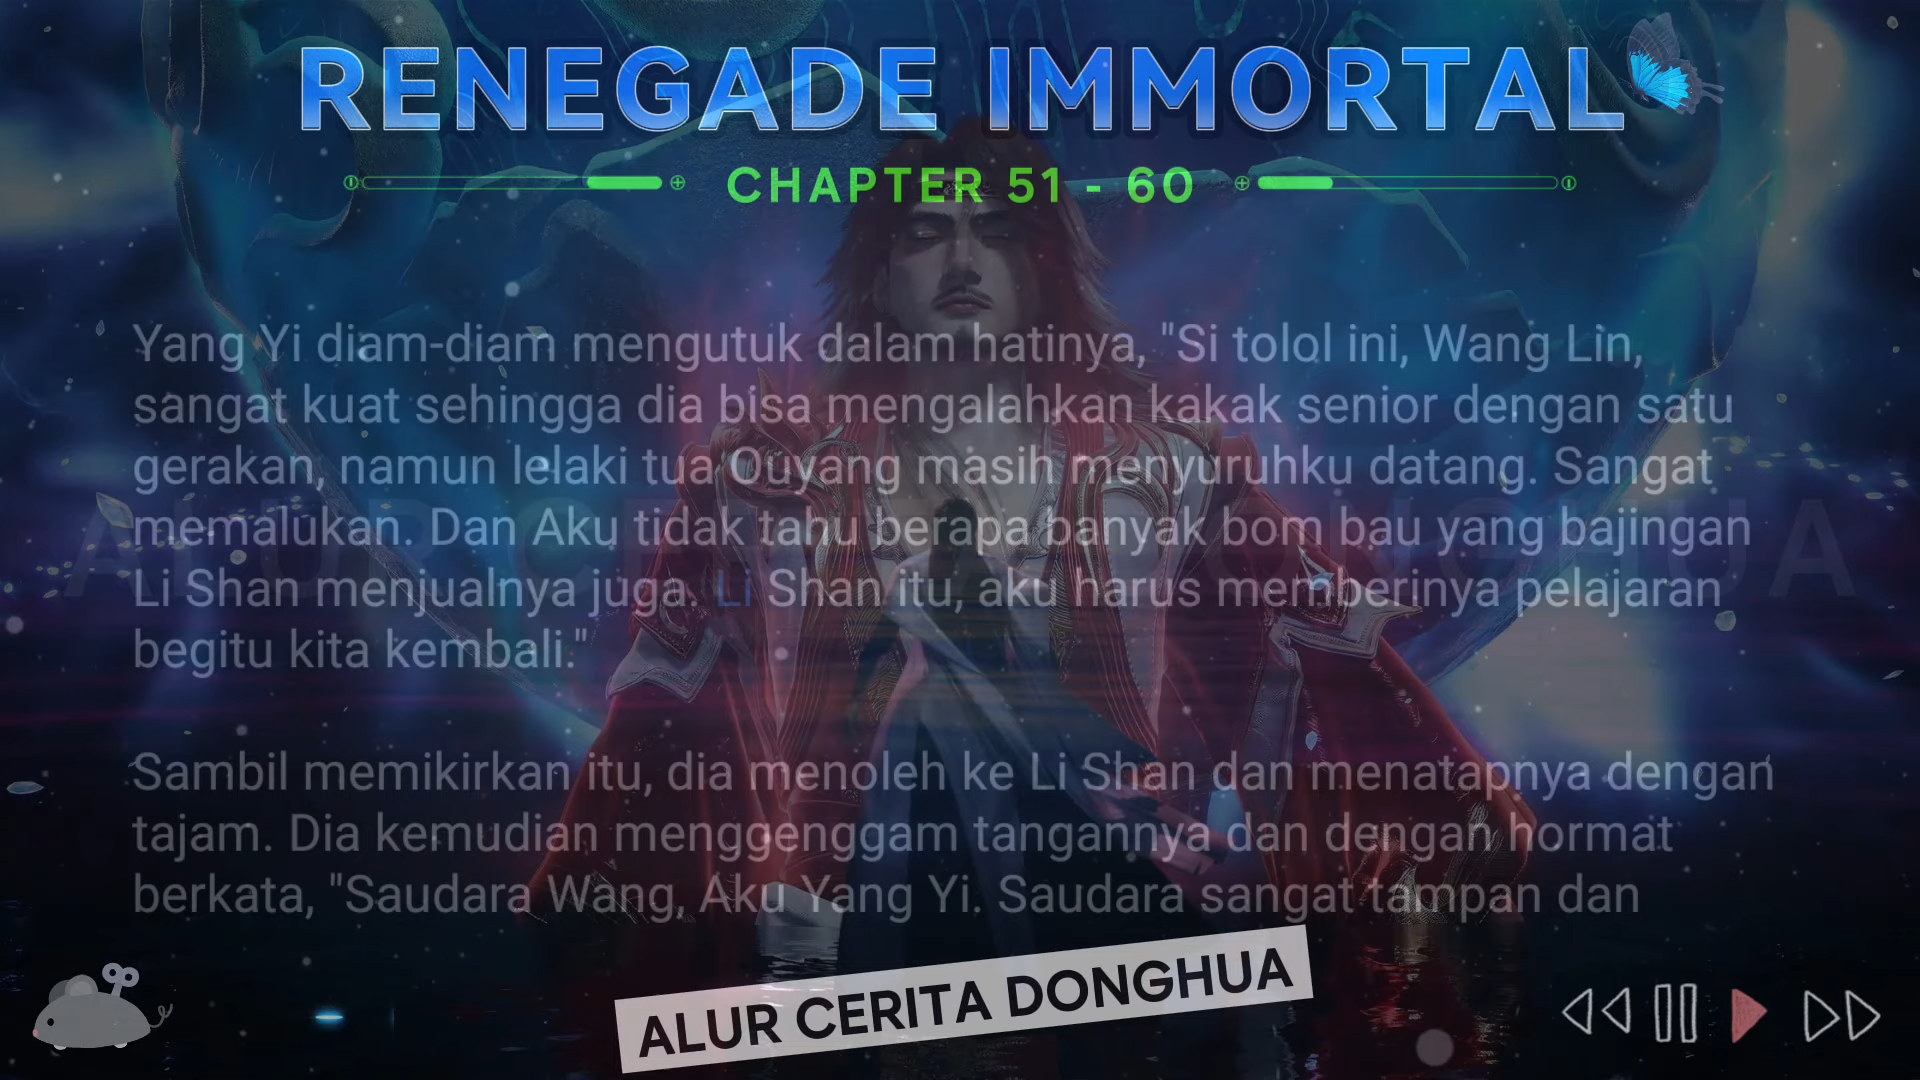 RENEGADE IMMORTAL
CHAPTER 51 - 60
Yang Yi diam-diam mengutuk dalam hatinya, "Si tolol ini, Wang Lin,
sangat kuat sehingga dia bisa mengalahkan kakak senior dengan satu
gerakan, namun lelaki tua Ouyang masih menyuruhku datang. Sangat
memalukan. Dan Aku tidak tahu berapa banyak bom bau yang bajingan
Li Shan menjualnya juga. Li Shan itu, aku harus memberinya pelajaran
begitu kita kembali."
Sambil memikirkan itu, dia menoleh ke Li Shan dan menatapnya dengan
tajam. Dia kemudian menggenggam tangannya dan dengan hormat
berkata, "Saudara Wang, Aku Yang Yi. Saudara sangat tampan dan
ALUR CERITA DONGHUA